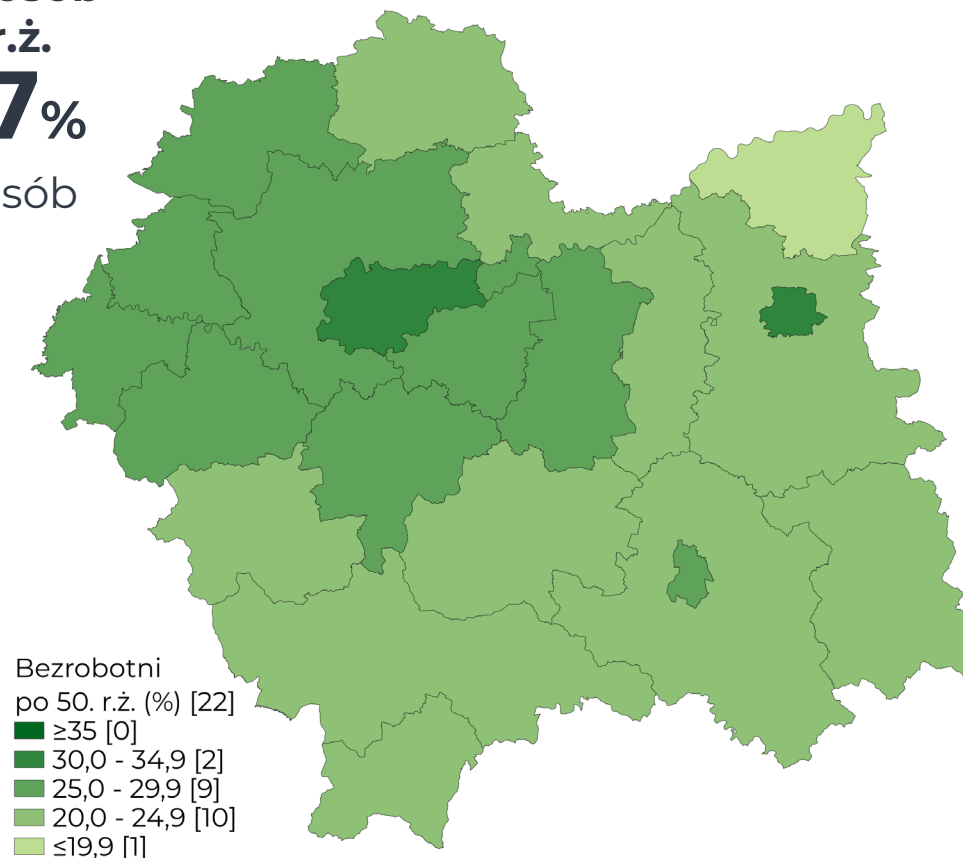 r.ż.
7%
Bezrobotni
po 50. r.ż. (%) [22]
≥35 [0]
30,0 - 34,9 [2]
25,0 - 29,9 [9]
20,0 - 24,9 [10]
≤19,9 [1]